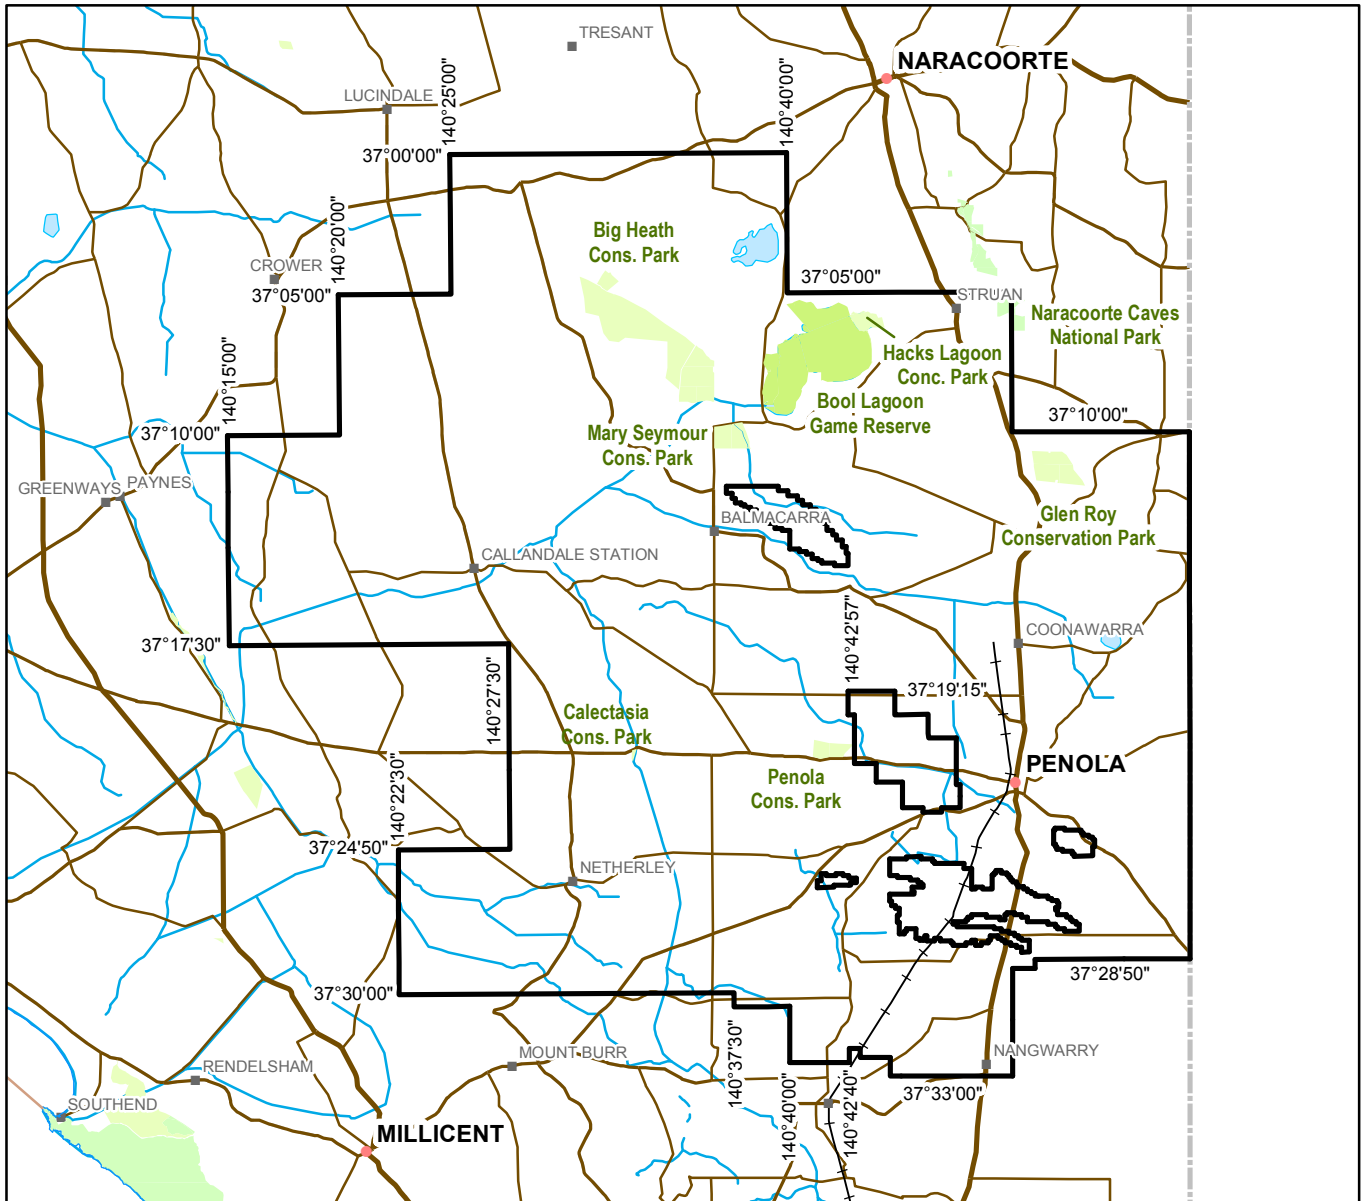 TRESANT
NARACOORTE
LUCINDALE
140°25'00"
140°40'00"
37°00'00"
140°20'00"
Big Heath
Cons. Park
CROWER
37°05'00"
37°05'00"
STRUAN
Naracoorte Caves
National Park
140°15'00"
Hacks Lagoon
Conc. Park
Bool Lagoon
Game Reserve
37°10'00"
37°10'00"
Mary Seymour
Cons. Park
GREENWAYS
PAYNES
BALMACARRA
Glen Roy
Conservation Park
CALLANDALE STATION
140°42'57"
COONAWARRA
37°17'30"
140°27'30"
37°19'15"
Calectasia
Cons. Park
PENOLA
Penola
Cons. Park
140°22'30"
37°24'50"
NETHERLEY
37°28'50"
37°30'00"
140°37'30"
MOUNT BURR
NANGWARRY
RENDELSHAM
140°40'00"
140°42'40"
37°33'00"
SOUTHEND
MILLICENT